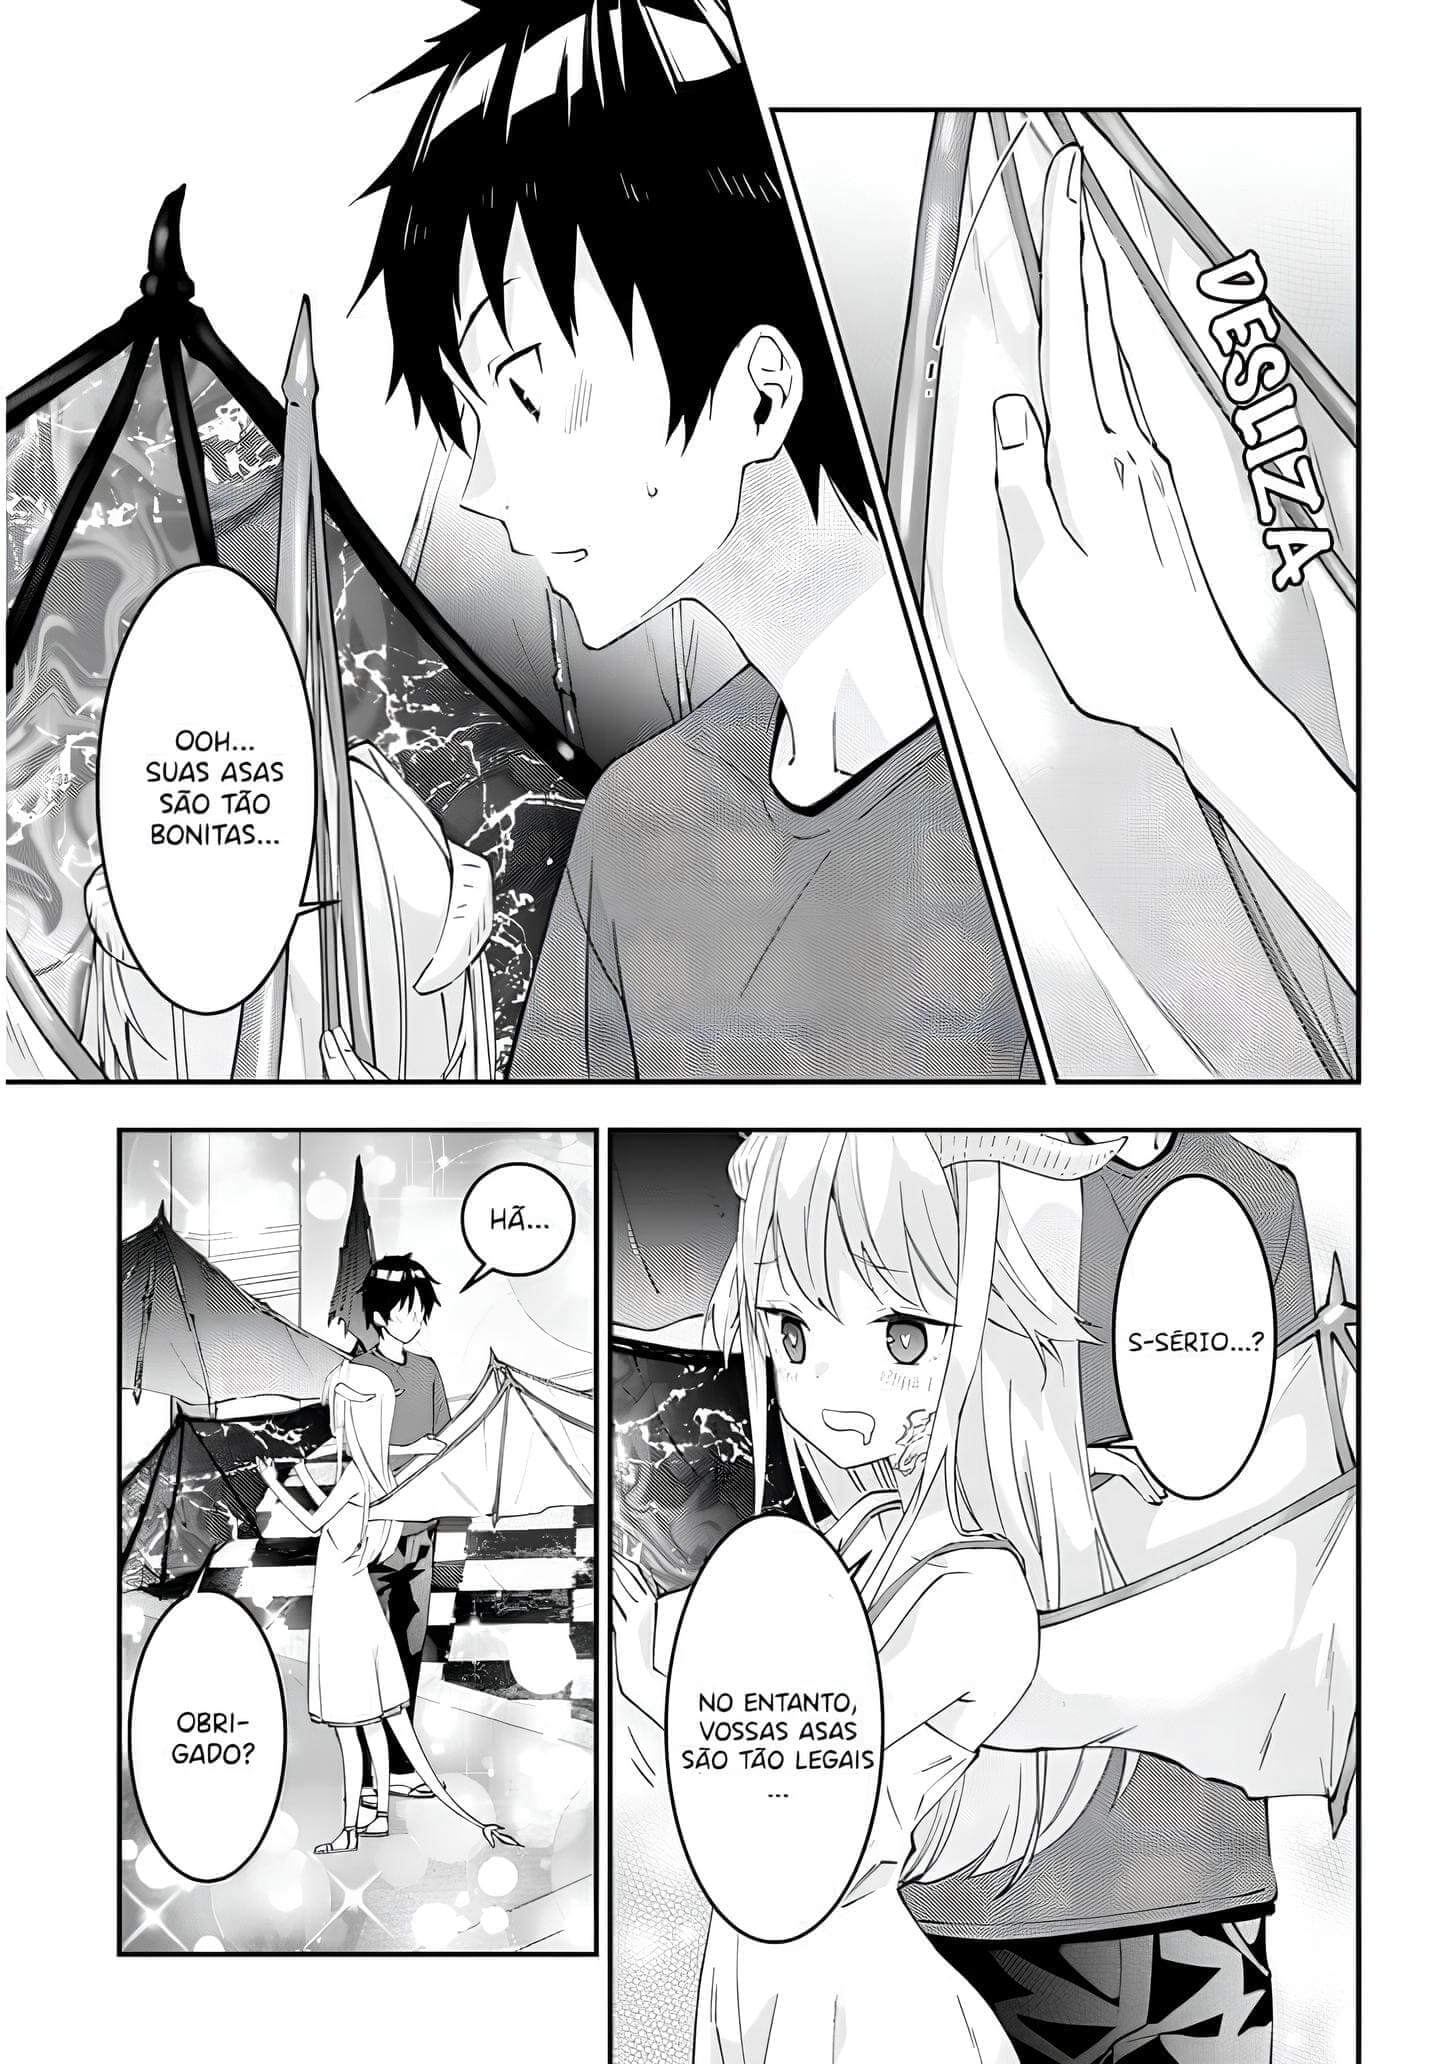 DESLIZA
OOH...
SUAS ASAS
SÃO TÃO
BONITAS...
S-SÉRIO...?
NO ENTANTO,
VOSSAS ASAS
SÃO TÃO LEGAIS
...
HÃ...
OBRI-
GADO?